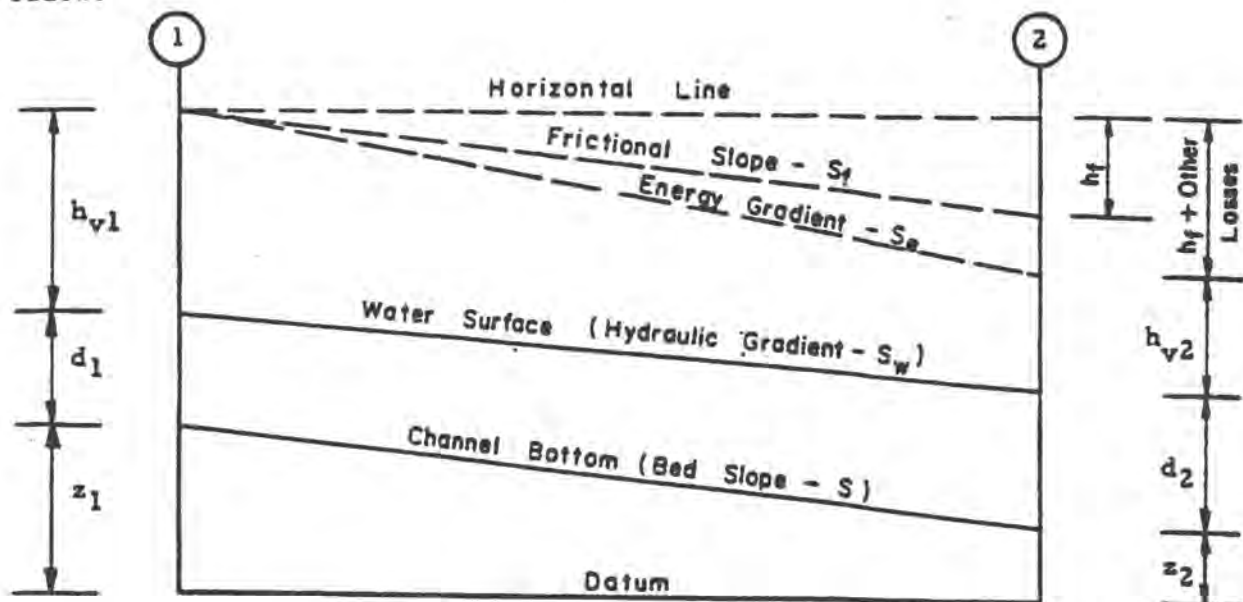 1
2
Horizontal Line
Frictional Slope - Sf
Energy Gradient - Se
hf
hf + Other
Losses
hv1
Water Surface (Hydraulic Gradient - Sw)
hv2
d1
Channel Bottom (Bed Slope - S)
d2
z1
z2
Datum